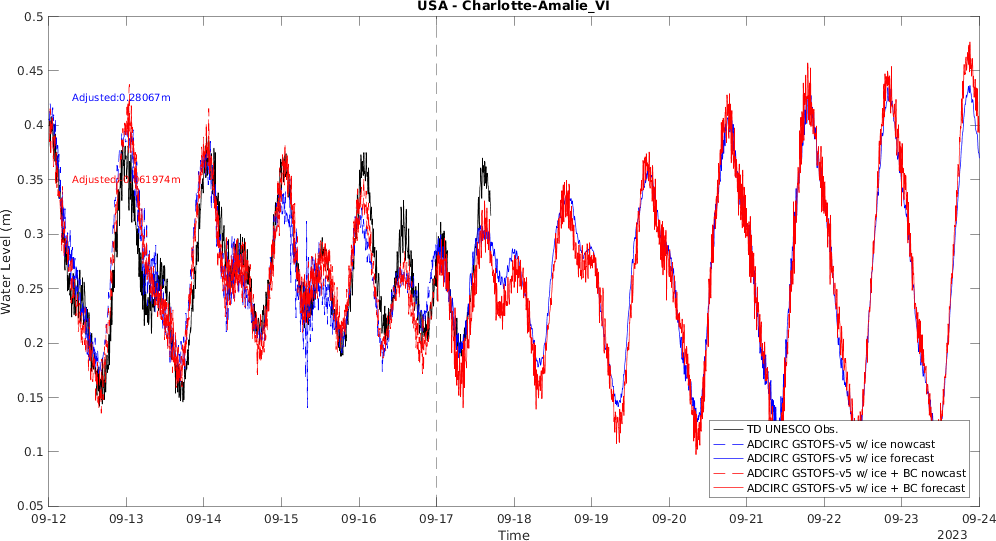 USA - Charlotte-Amalie_VI
0.5
0.45
0.4
0.35
0.3
0.25
0.2
0.15
0.1
0.05
Water Level (m)
Adjusted:0.28067m
Adjusted: 61974m
TD UNESCO Obs.
ADCIRC GSTOFS-v5 w/ ice nowcast
ADCIRC GSTOFS-v5 w/ ice forecast
ADCIRC GSTOFS-v5 w/ ice + BC nowcast
ADCIRC GSTOFS-v5 w/ ice + BC forecast
09-12 09-13 09-14 09-15 09-16 09-17 09-18 09-19 09-20 09-21 09-22 09-23 09-24
Time
2023